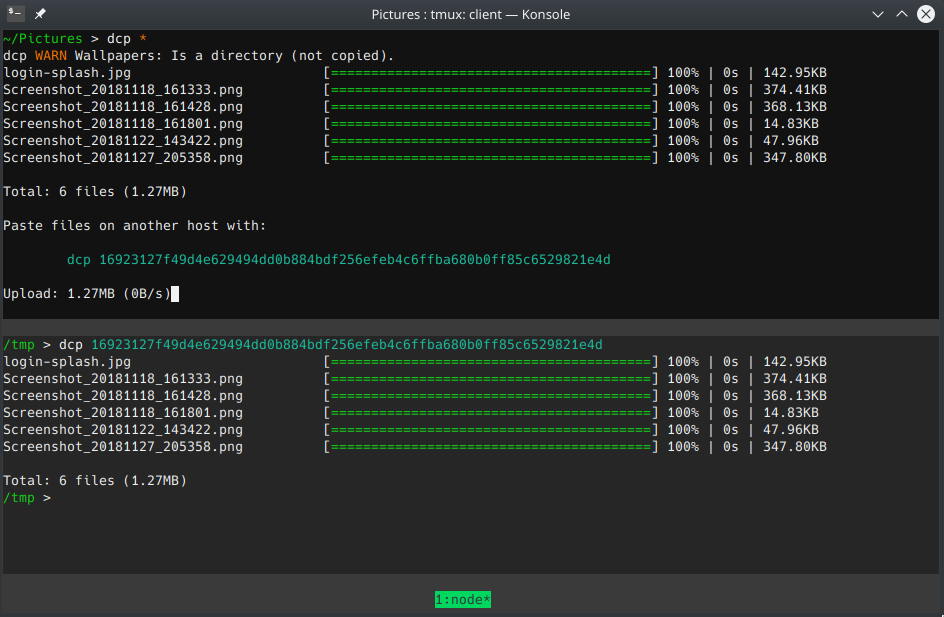 Pictures : tmux: client — Konsole
~/Pictures > dcp *
dcp WARN Wallpapers: Is a directory (not copied).
login-splash.jpg [========================================] 100% | 0s | 142.95KB
Screenshot_20181118_161333.png [========================================] 100% | 0s | 374.41KB
Screenshot_20181118_161428.png [========================================] 100% | 0s | 368.13KB
Screenshot_20181118_161801.png [========================================] 100% | 0s | 14.83KB
Screenshot_20181122_143422.png [========================================] 100% | 0s | 47.96KB
Screenshot_20181127_205358.png [========================================] 100% | 0s | 347.80KB
Total: 6 files (1.27MB)
Paste files on another host with:
dcp 16923127f49d4e629494dd0b884bdf256efeb4c6ffba680b0ff85c6529821e4d
Upload: 1.27MB (0B/s)
/tmp > dcp 16923127f49d4e629494dd0b884bdf256efeb4c6ffba680b0ff85c6529821e4d
login-splash.jpg [========================================] 100% | 0s | 142.95KB
Screenshot_20181118_161333.png [========================================] 100% | 0s | 374.41KB
Screenshot_20181118_161428.png [========================================] 100% | 0s | 368.13KB
Screenshot_20181118_161801.png [========================================] 100% | 0s | 14.83KB
Screenshot_20181122_143422.png [========================================] 100% | 0s | 47.96KB
Screenshot_20181127_205358.png [========================================] 100% | 0s | 347.80KB
Total: 6 files (1.27MB)
/tmp >
1:node*